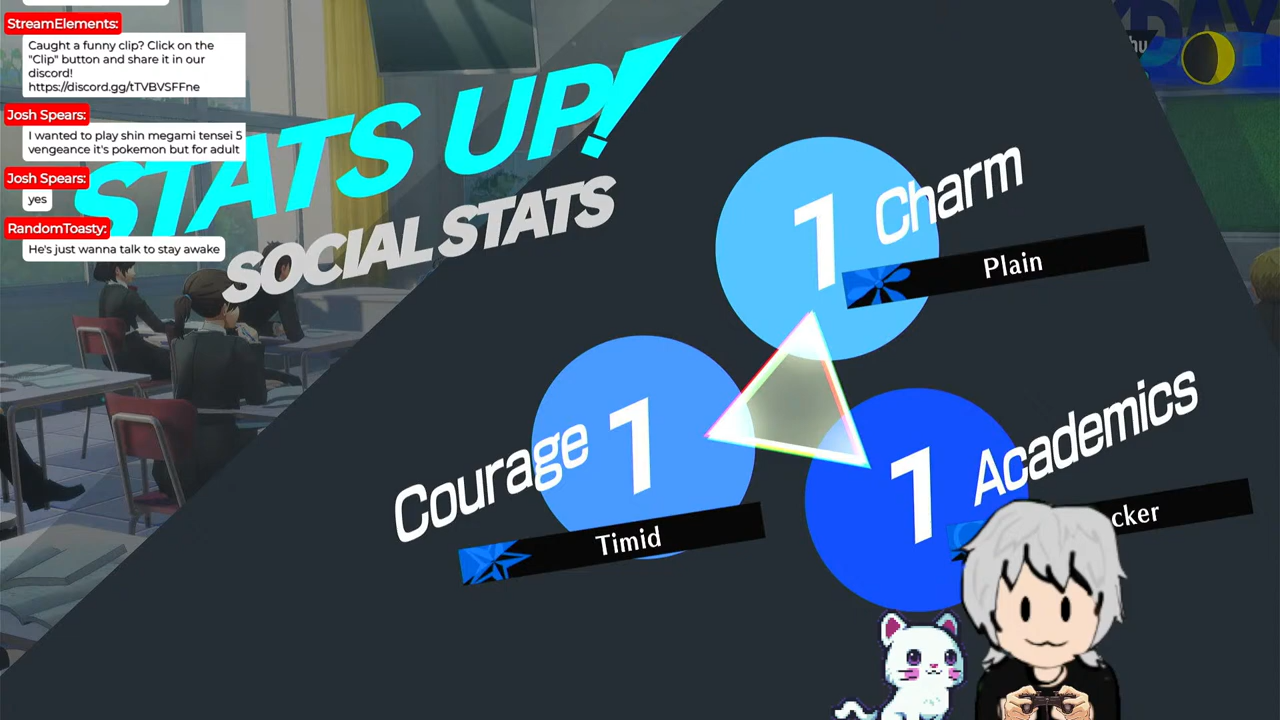 StreamElements:
Caught a funny clip? Click on the
"Clip" button and share it in our
discord!
https://discord.gg/tTVBVSFFne
Josh Spears:
I wanted to play shin megami tensei 5
vengeance it's pokemon but for adult
Josh Spears:
yes
RandomToasty:
He's just wanna talk to stay awake
STATS UP!
SOCIAL STATS
1 Charm
Plain
Courage 1
Timid
1 Academics
cker
hu